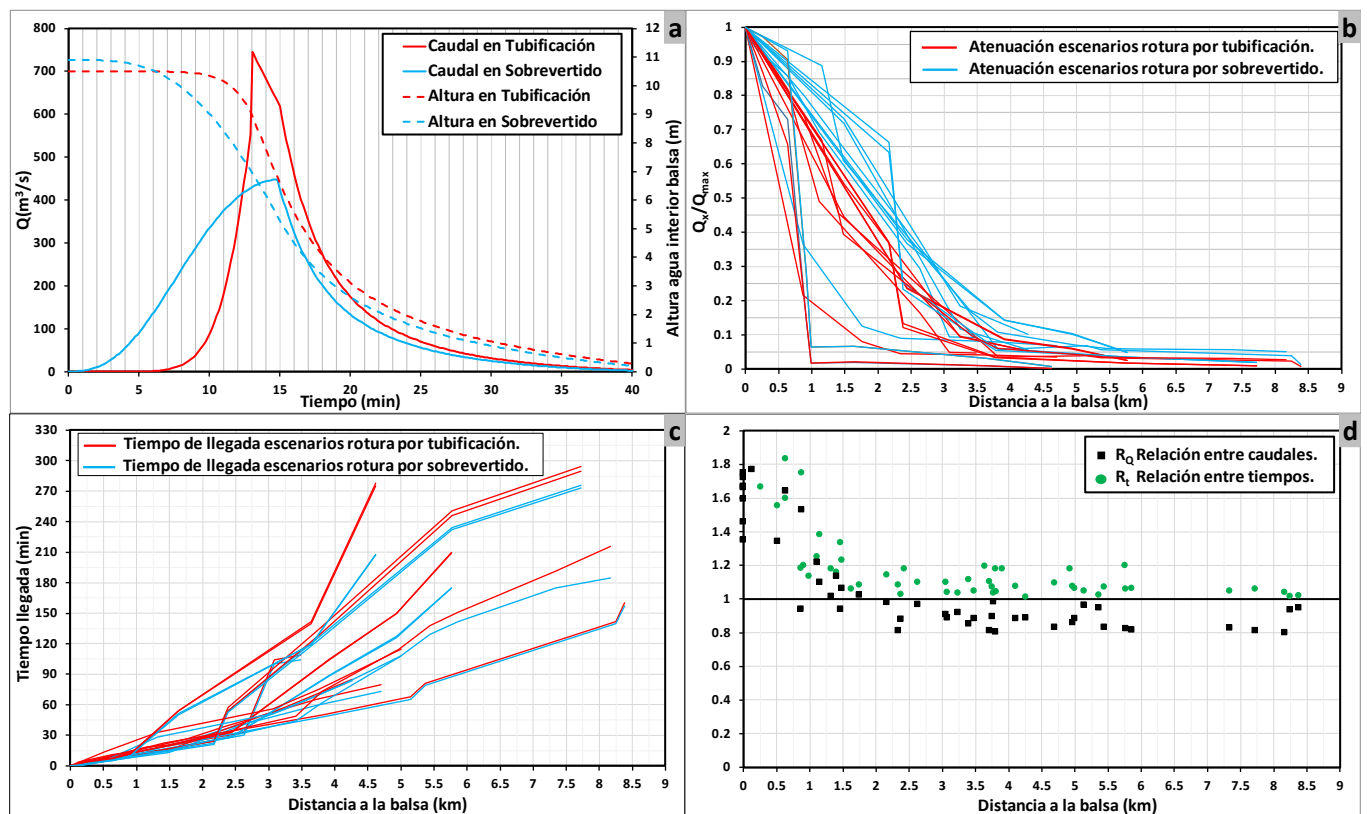 a
800
700
600
500
400
300
200
100
0
Q(m³/s)
12
11
10
9
8
7
6
5
4
3
2
1
0
Altura agua interior balsa (m)
Caudal en Tubificación
Caudal en Sobrevertido
Altura en Tubificación
Altura en Sobrevertido
0 5 10 15 20 25 30 35 40
Tiempo (min)
b
1
0.9
0.8
0.7
0.6
0.5
0.4
0.3
0.2
0.1
0
Qx/Qmax
Atenuación escenarios rotura por tubificación.
Atenuación escenarios rotura por sobrevertido.
0 0.5 1 1.5 2 2.5 3 3.5 4 4.5 5 5.5 6 6.5 7 7.5 8 8.5 9
Distancia a la balsa (km)
c
330
300
270
240
210
180
150
120
90
60
30
0
Tiempo llegada (min)
Tiempo de llegada escenarios rotura por tubificación.
Tiempo de llegada escenarios rotura por sobrevertido.
0 0.5 1 1.5 2 2.5 3 3.5 4 4.5 5 5.5 6 6.5 7 7.5 8 8.5 9
Distancia a la balsa (km)
d
2
1.8
1.6
1.4
1.2
1
0.8
0.6
0.4
0.2
0
RQ Relación entre caudales.
Rt Relación entre tiempos.
0 0.5 1 1.5 2 2.5 3 3.5 4 4.5 5 5.5 6 6.5 7 7.5 8 8.5 9
Distancia a la balsa (km)